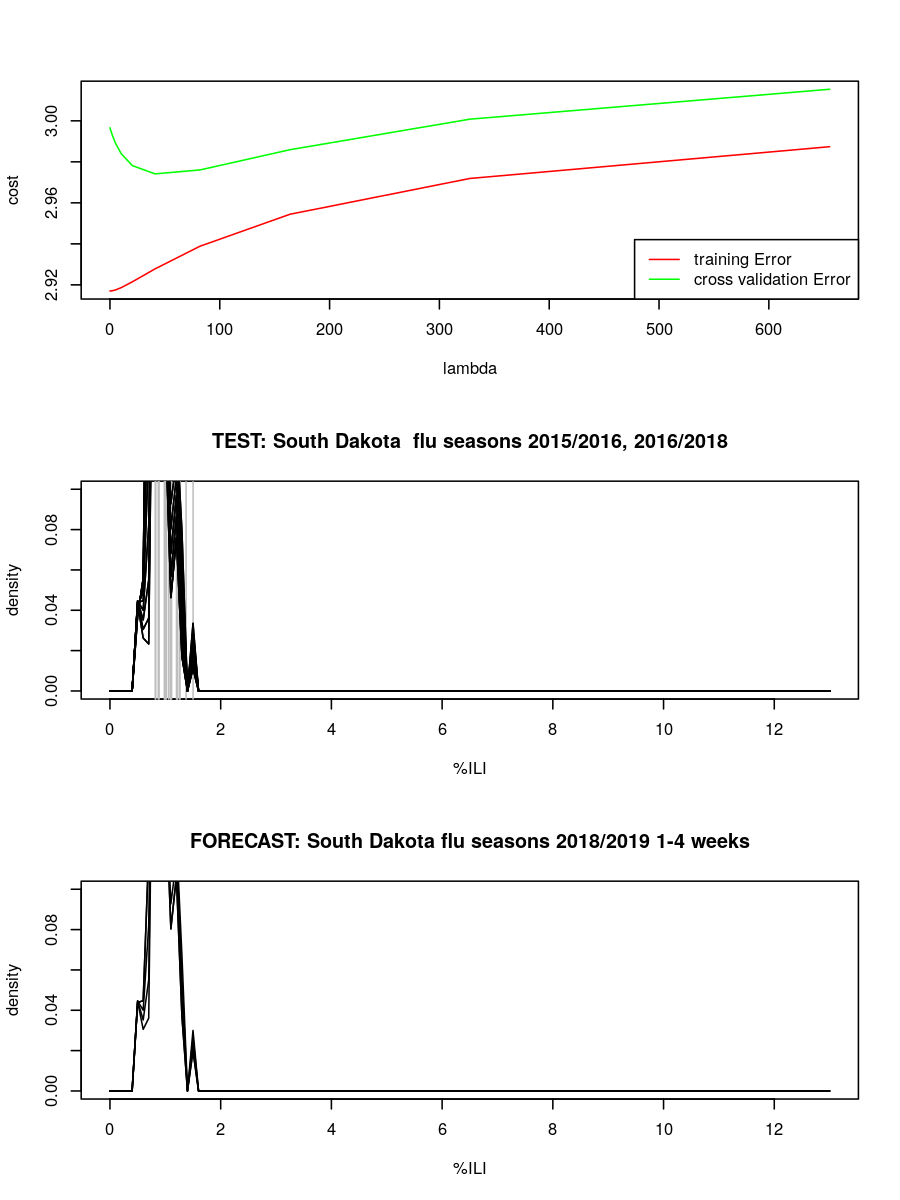 3.00
2.96
2.92
cost
training Error
cross validation Error
0 100 200 300 400 500 600
lambda
TEST: South Dakota  flu seasons 2015/2016, 2016/2018
0.08
0.04
0.00
density
0 2 4 6 8 10 12
%ILI
FORECAST: South Dakota flu seasons 2018/2019 1-4 weeks
0.08
0.04
0.00
density
0 2 4 6 8 10 12
%ILI